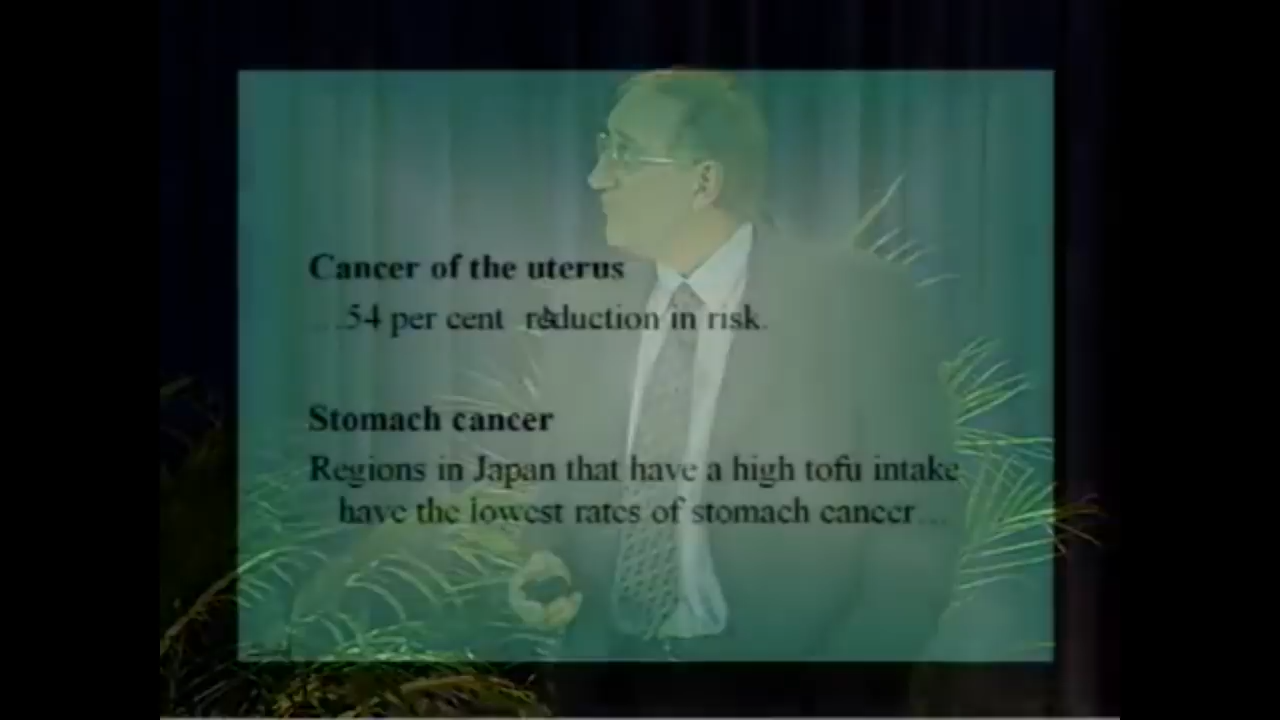 Cancer of the uterus
...54 per cent reduction in risk.
Stomach cancer
Regions in Japan that have a high tofu intake
have the lowest rates of stomach cancer...